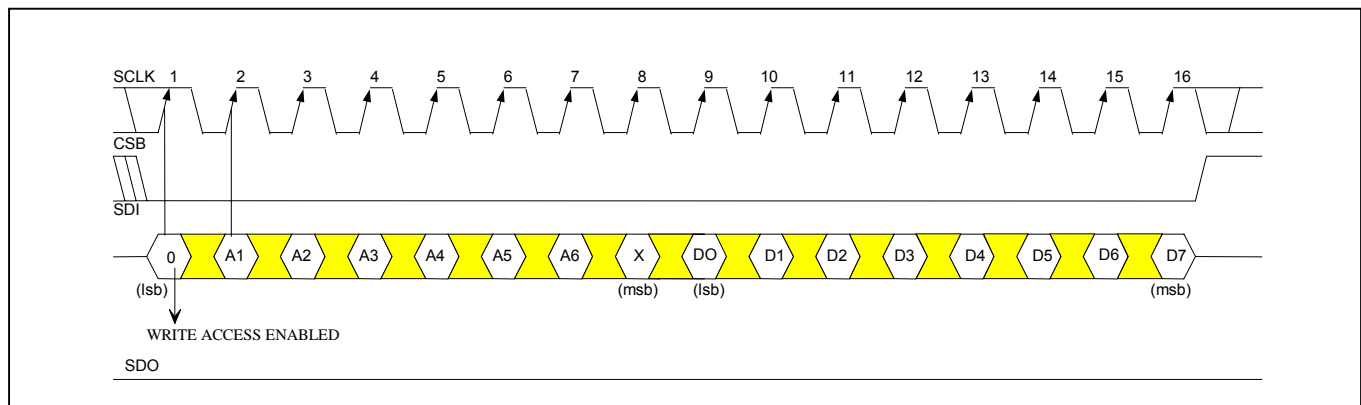 SCLK 1 2 3 4 5 6 7 8 9 10 11 12 13 14 15 16
CSB
SDI
0 A1 A2 A3 A4 A5 A6 X DO D1 D2 D3 D4 D5 D6 D7
(lsb) (msb) (lsb) (msb)
WRITE ACCESS ENABLED
SDO